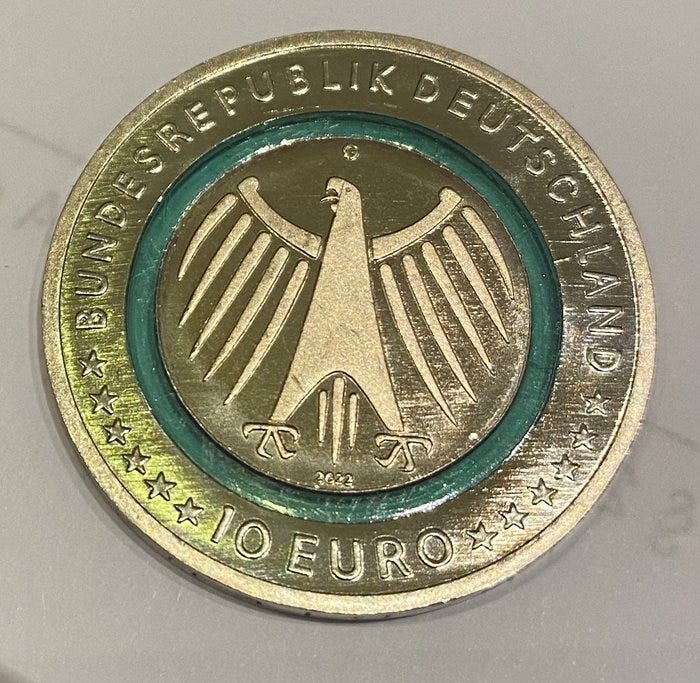 BUNDESREPUBLIK DEUTSCHLAND
G
2022
10 EURO